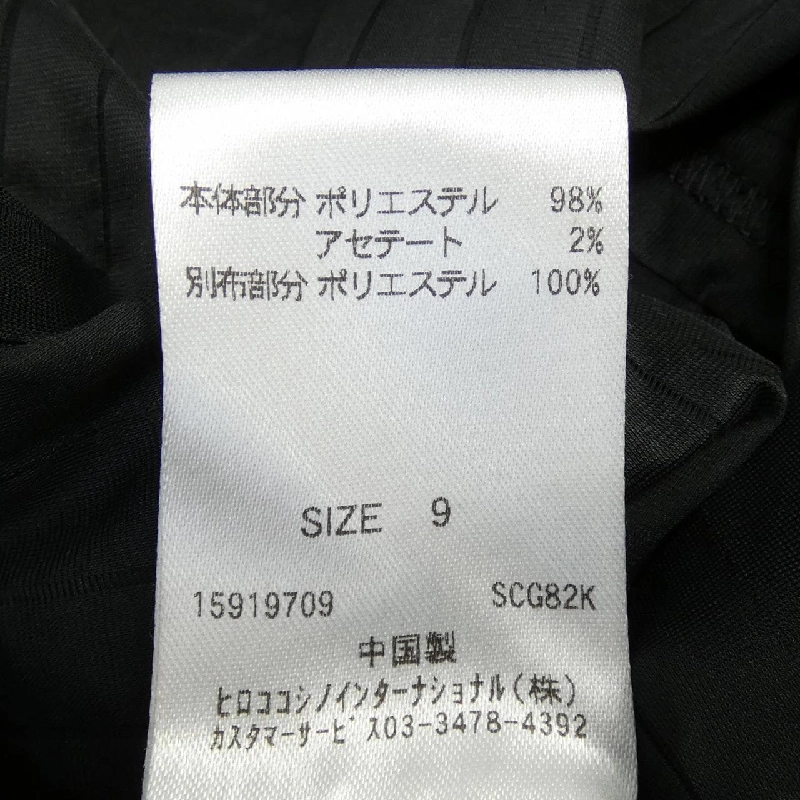 本体部分 ポリエステル 98%
アセテート 2%
別布部分 ポリエステル 100%
SIZE 9
15919709 SCG82K
中国製
ヒロココシノインターナショナル(株)
カスタマーサービス03-3478-4392